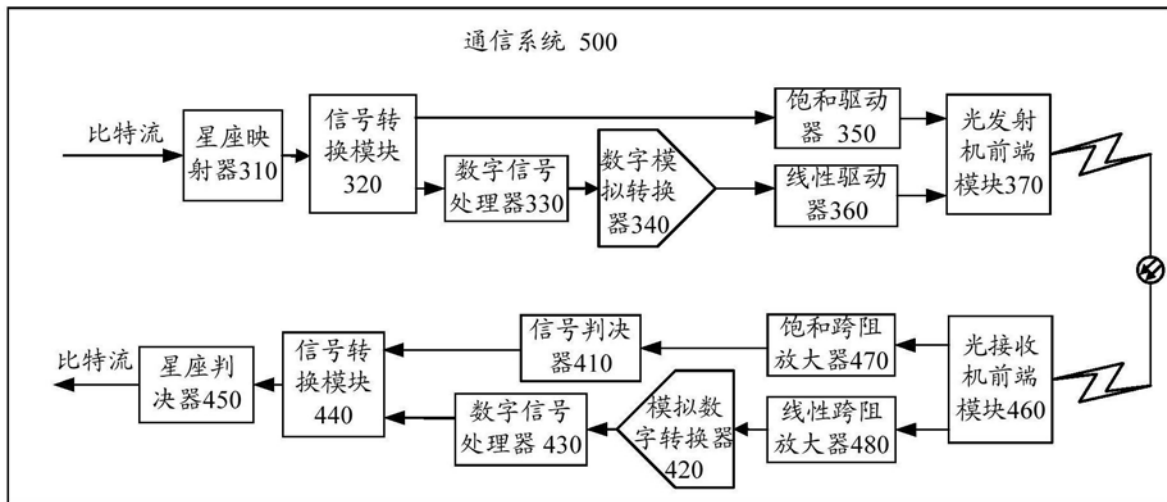 通信系统 500
比特流
星座映
射器310
信号转
换模块
320
数字信号
处理器330
数字模
拟转换
器340
饱和驱动
器 350
线性驱动
器360
光发射
机前端
模块370
比特流
星座判
决器450
信号转
换模块
440
信号判决
器410
数字信号
处理器 430
模拟数
字转换器
420
饱和跨阻
放大器470
线性跨阻
放大器480
光接收
机前端
模块460